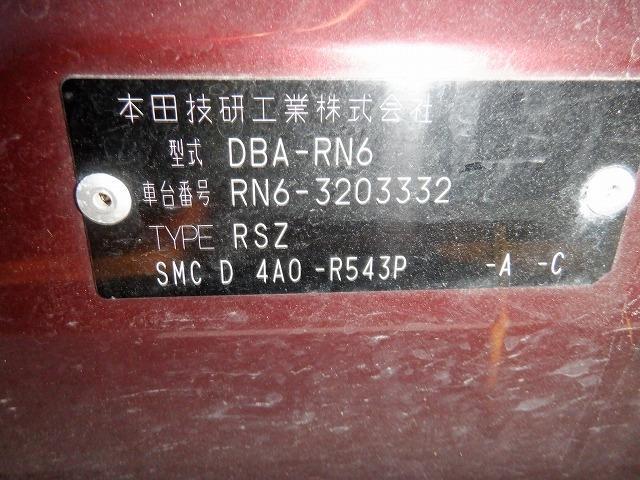 本田技研工業株式会社
型式 DBA-RN6
車台番号 RN6-3203332
TYPE RSZ
SMC D 4A0 -R543P -A -C